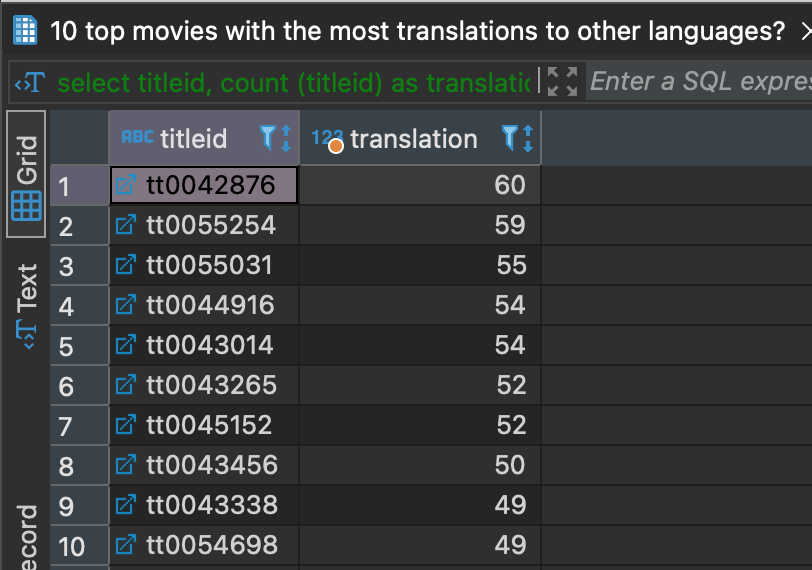 10 top movies with the most translations to other languages?
select titleid, count (titleid) as translatio
Enter a SQL expres
Grid
Text
ecord
ABC titleid 123 translation
1 tt0042876 60
2 tt0055254 59
3 tt0055031 55
4 tt0044916 54
5 tt0043014 54
6 tt0043265 52
7 tt0045152 52
8 tt0043456 50
9 tt0043338 49
10 tt0054698 49